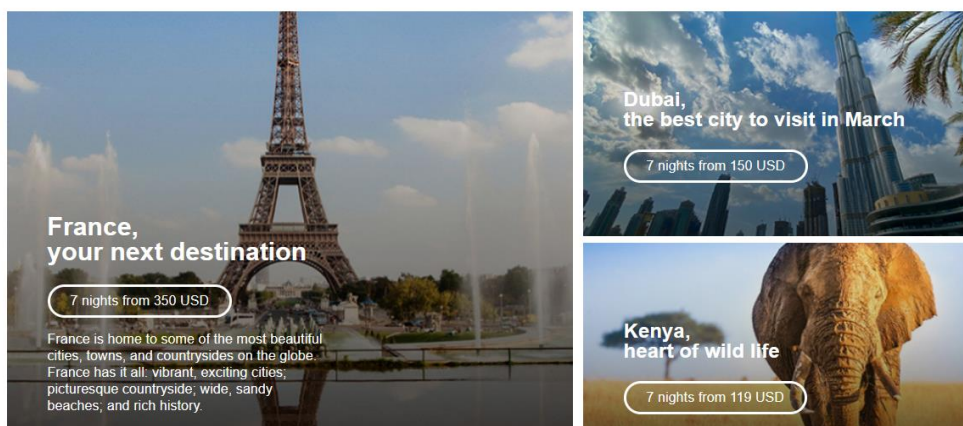 France,
your next destination
7 nights from 350 USD
France is home to some of the most beautiful
cities, towns, and countrysides on the globe.
France has it all: vibrant, exciting cities;
picturesque countryside; wide, sandy
beaches; and rich history.
Dubai,
the best city to visit in March
7 nights from 150 USD
Kenya,
heart of wild life
7 nights from 119 USD